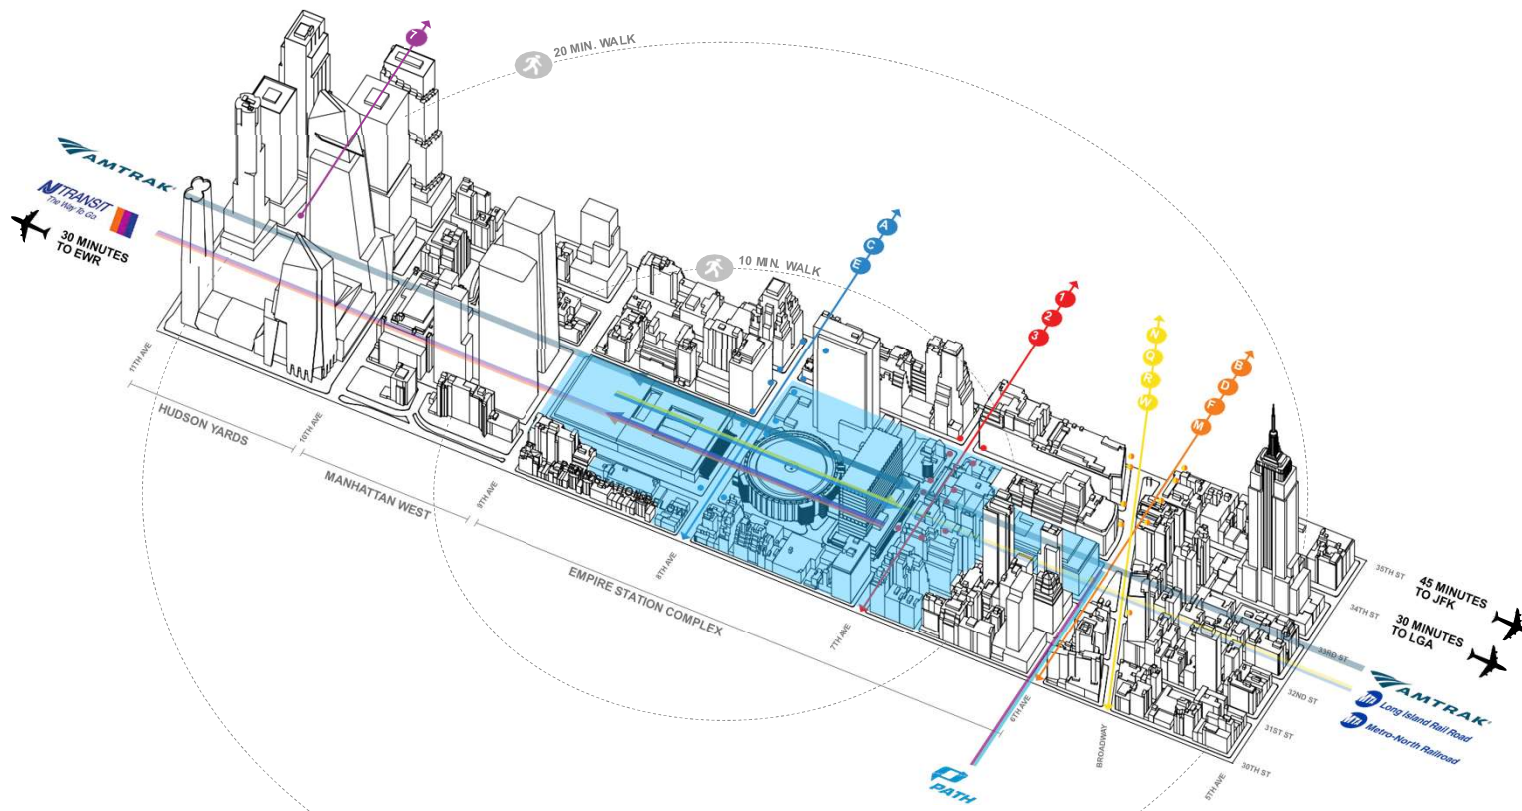 7
20 MIN. WALK
AMTRAK
NJ TRANSIT
The Way To Go
30 MINUTES
TO EWR
10 MIN. WALK
A
C
E
1
2
3
N
Q
R
W
B
D
F
M
11TH AVE
HUDSON YARDS
10TH AVE
MANHATTAN WEST
9TH AVE
EMPIRE STATION COMPLEX
8TH AVE
7TH AVE
6TH AVE
BROADWAY
5TH AVE
35TH ST
34TH ST
33RD ST
32ND ST
31ST ST
30TH ST
45 MINUTES
TO JFK
30 MINUTES
TO LGA
AMTRAK
MTA Long Island Rail Road
MTA Metro-North Railroad
PATH